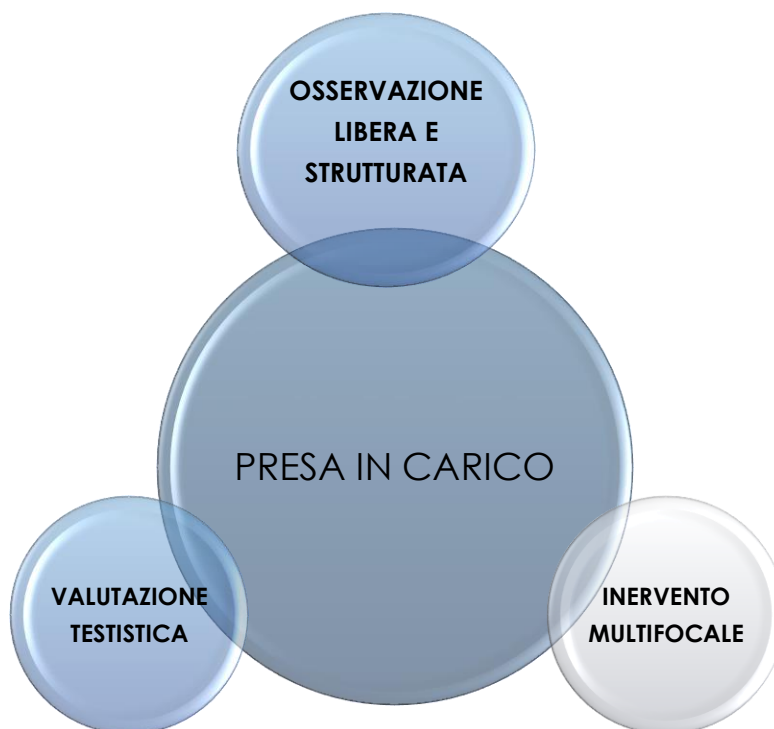 OSSERVAZIONE
LIBERA E
STRUTTURATA
PRESA IN CARICO
VALUTAZIONE
TESTISTICA
INERVENTO
MULTIFOCALE